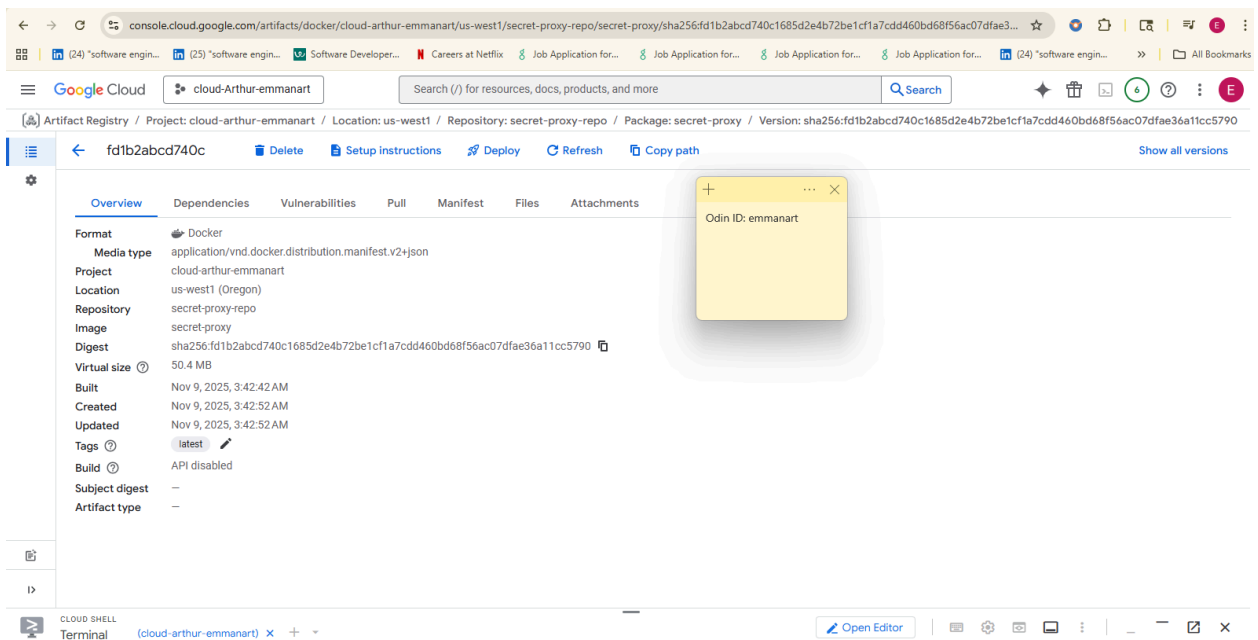 console.cloud.google.com/artifacts/docker/cloud-arthur-emmanart/us-west1/secret-proxy-repo/secret-proxy/sha256:fd1b2abcd740c1685d2e4b72be1cf1a7cdd460bd68f56ac07dfae3...
(24) "software engin... (25) "software engin... Software Developer... Careers at Netflix Job Application for... Job Application for... Job Application for... Job Application for... (24) "software engin... » All Bookmarks
Google Cloud cloud-Arthur-emmanart Search (/) for resources, docs, products, and more Search 6 E
Artifact Registry / Project: cloud-arthur-emmanart / Location: us-west1 / Repository: secret-proxy-repo / Package: secret-proxy / Version: sha256:fd1b2abcd740c1685d2e4b72be1cf1a7cdd460bd68f56ac07dfae36a11cc5790
fd1b2abcd740c Delete Setup instructions Deploy Refresh Copy path Show all versions
Overview Dependencies Vulnerabilities Pull Manifest Files Attachments
Odin ID: emmanart
Format Docker
Media type application/vnd.docker.distribution.manifest.v2+json
Project cloud-arthur-emmanart
Location us-west1 (Oregon)
Repository secret-proxy-repo
Image secret-proxy
Digest sha256:fd1b2abcd740c1685d2e4b72be1cf1a7cdd460bd68f56ac07dfae36a11cc5790
Virtual size 50.4 MB
Built Nov 9, 2025, 3:42:42 AM
Created Nov 9, 2025, 3:42:52 AM
Updated Nov 9, 2025, 3:42:52 AM
Tags latest
Build API disabled
Subject digest —
Artifact type —
CLOUD SHELL
Terminal (cloud-arthur-emmanart) Open Editor